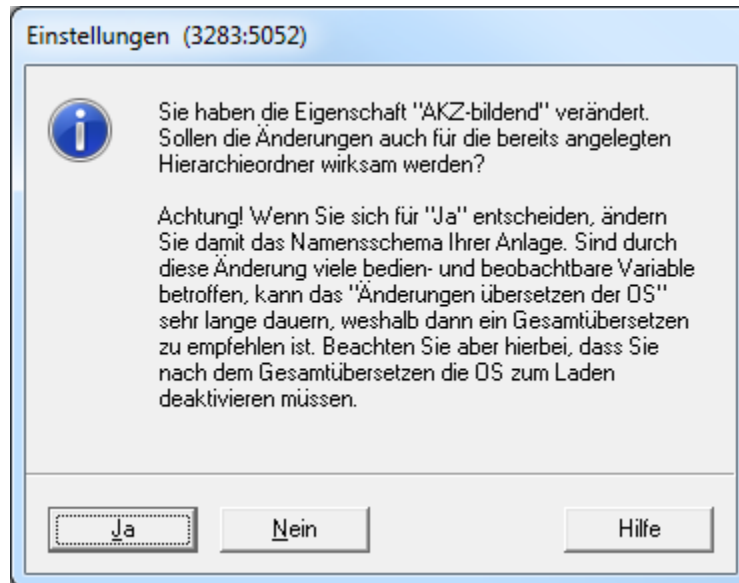 Einstellungen (3283:5052)
Sie haben die Eigenschaft "AKZ-bildend" verändert.
Sollen die Änderungen auch für die bereits angelegten
Hierarchieordner wirksam werden?
Achtung! Wenn Sie sich für "Ja" entscheiden, ändern
Sie damit das Namensschema Ihrer Anlage. Sind durch
diese Änderung viele bedien- und beobachtbare Variable
betroffen, kann das "Änderungen übersetzen der OS"
sehr lange dauern, weshalb dann ein Gesamtübersetzen
zu empfehlen ist. Beachten Sie aber hierbei, dass Sie
nach dem Gesamtübersetzen die OS zum Laden
deaktivieren müssen.
Ja Nein Hilfe